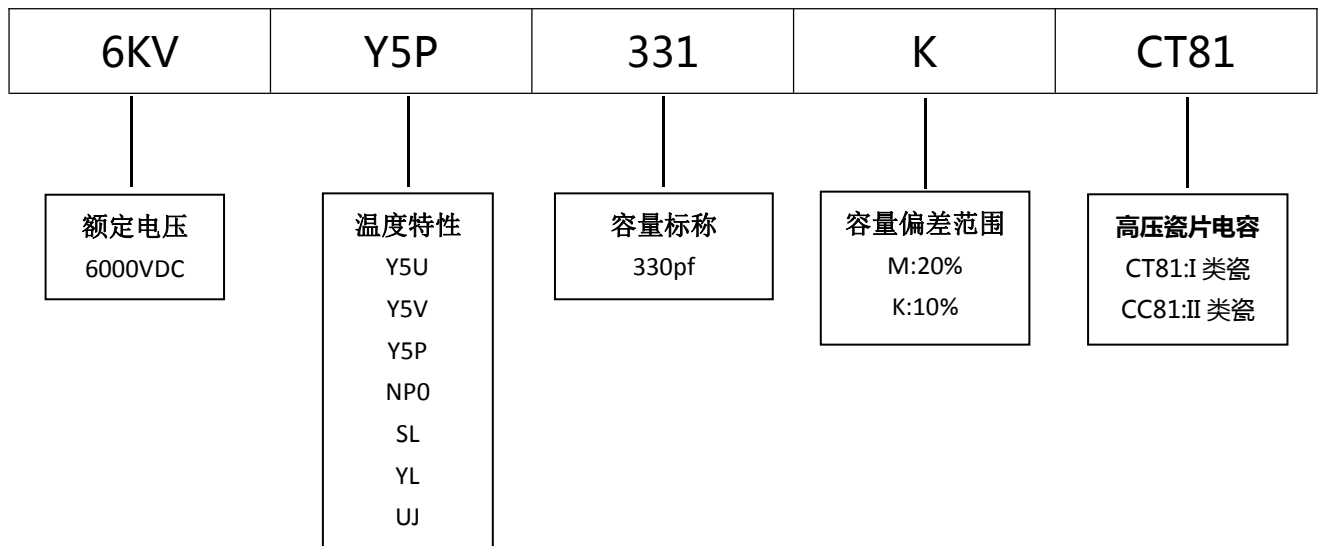 6KV Y5P 331 K CT81
额定电压
6000VDC
温度特性
Y5U
Y5V
Y5P
NP0
SL
YL
UJ
容量标称
330pf
容量偏差范围
M:20%
K:10%
高压瓷片电容
CT81:I 类瓷
CC81:II 类瓷